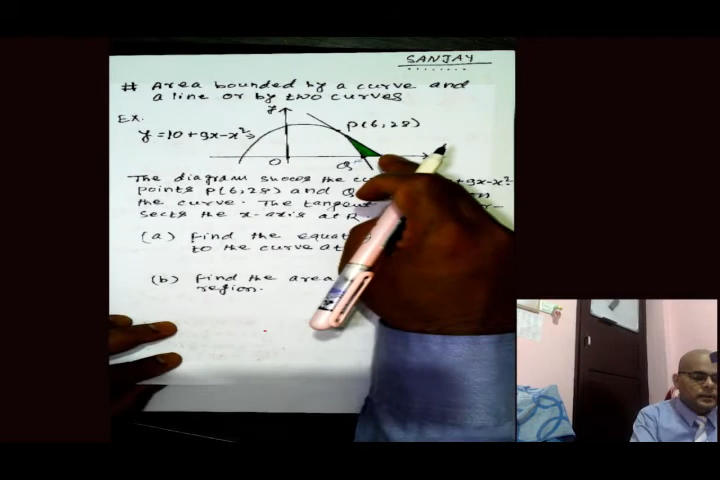 SANJAY
# Area bounded by a curve and
a line or by two curves
y
Ex.
P(6,28)
y = 10 + 9x - x²
O
Q
The diagram shows the +9x-x².
points P(6,28) and
the curve. The tangent
sects the x-axis at R
(a) Find the
to the curve at
(b) Find the area
region.